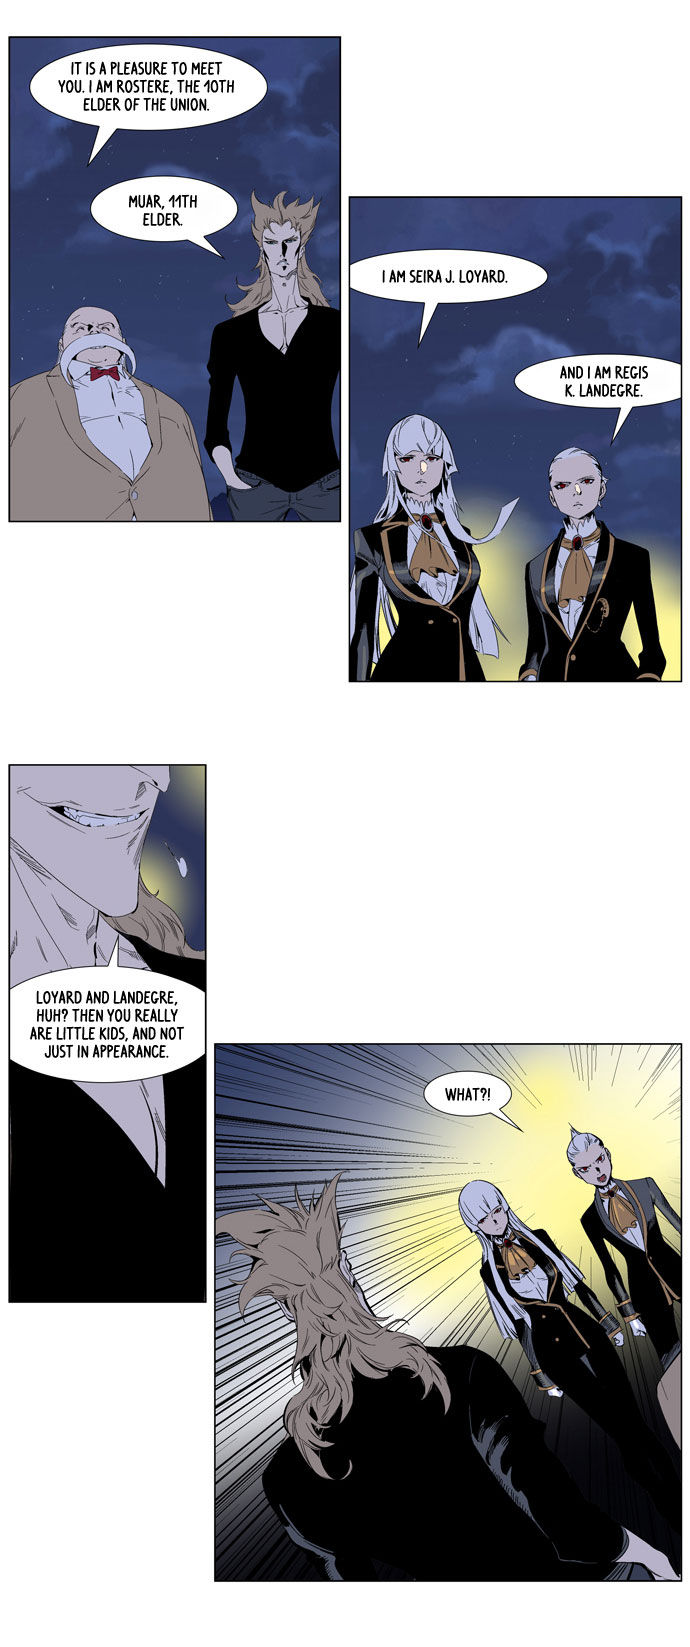 IT IS A PLEASURE TO MEET
YOU. I AM ROSTERE, THE 10TH
ELDER OF THE UNION.
MUAR, 11TH
ELDER.
I AM SEIRA J. LOYARD.
AND I AM REGIS
K. LANDEGRE.
LOYARD AND LANDEGRE,
HUH? THEN YOU REALLY
ARE LITTLE KIDS, AND NOT
JUST IN APPEARANCE.
WHAT?!